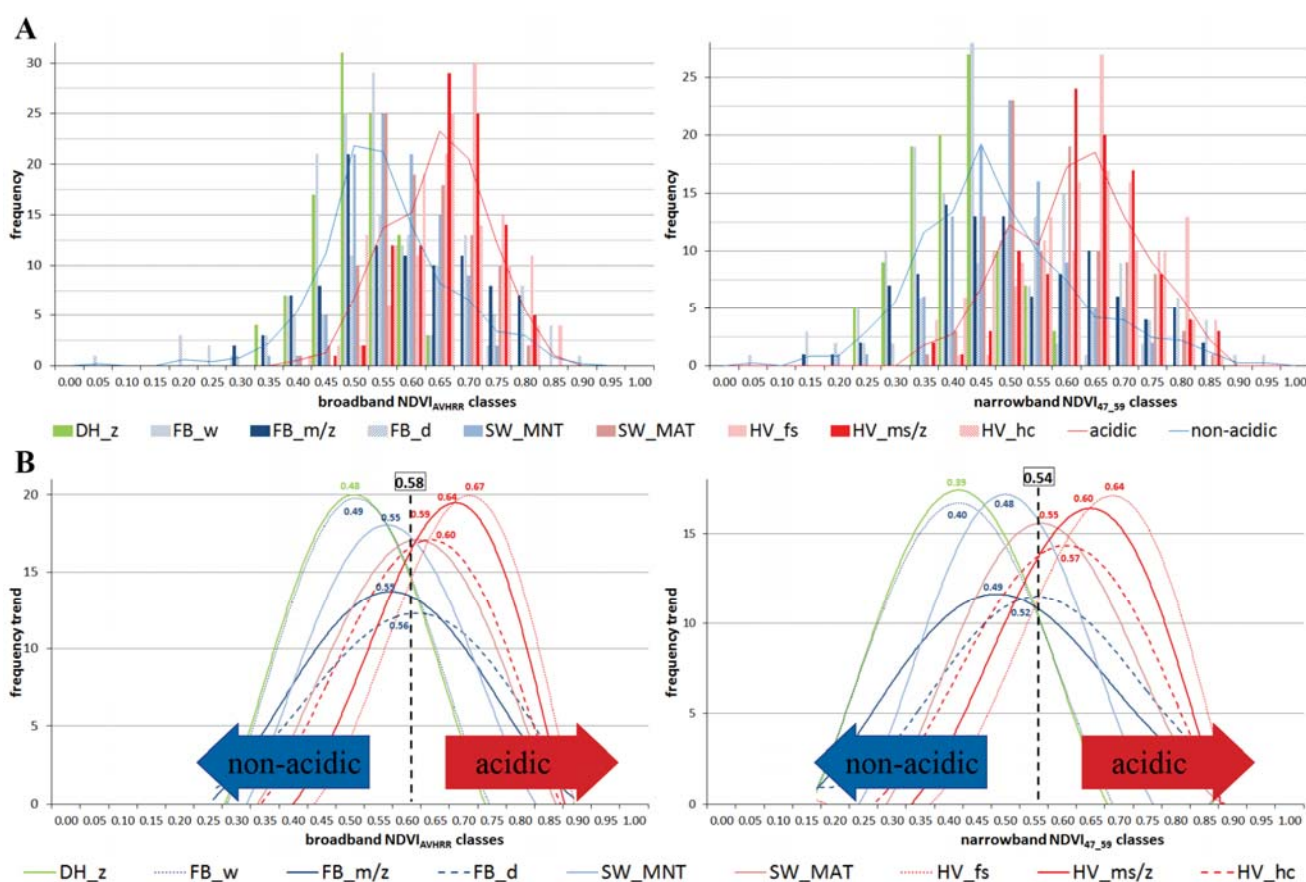 A
30
25
20
15
10
5
0
frequency
0.00 0.05 0.10 0.15 0.20 0.25 0.30 0.35 0.40 0.45 0.50 0.55 0.60 0.65 0.70 0.75 0.80 0.85 0.90 0.95 1.00
broadband NDVI_AVHRR classes
25
20
15
10
5
0
frequency
0.00 0.05 0.10 0.15 0.20 0.25 0.30 0.35 0.40 0.45 0.50 0.55 0.60 0.65 0.70 0.75 0.80 0.85 0.90 0.95 1.00
narrowband NDVI_47_59 classes
DH_z FB_w FB_m/z FB_d SW_MNT SW_MAT HV_fs HV_ms/z HV_hc acidic non-acidic
B
20
15
10
5
0
frequency trend
0.58
0.48
0.49
0.55
0.59
0.64
0.67
0.60
0.55
0.56
non-acidic
acidic
0.00 0.05 0.10 0.15 0.20 0.25 0.30 0.35 0.40 0.45 0.50 0.55 0.60 0.65 0.70 0.75 0.80 0.85 0.90 0.95 1.00
broadband NDVI_AVHRR classes
15
10
5
0
frequency trend
0.54
0.39
0.40
0.48
0.55
0.60
0.64
0.57
0.49
0.52
non-acidic
acidic
0.00 0.05 0.10 0.15 0.20 0.25 0.30 0.35 0.40 0.45 0.50 0.55 0.60 0.65 0.70 0.75 0.80 0.85 0.90 0.95 1.00
narrowband NDVI_47_59 classes
DH_z FB_w FB_m/z FB_d SW_MNT SW_MAT HV_fs HV_ms/z HV_hc